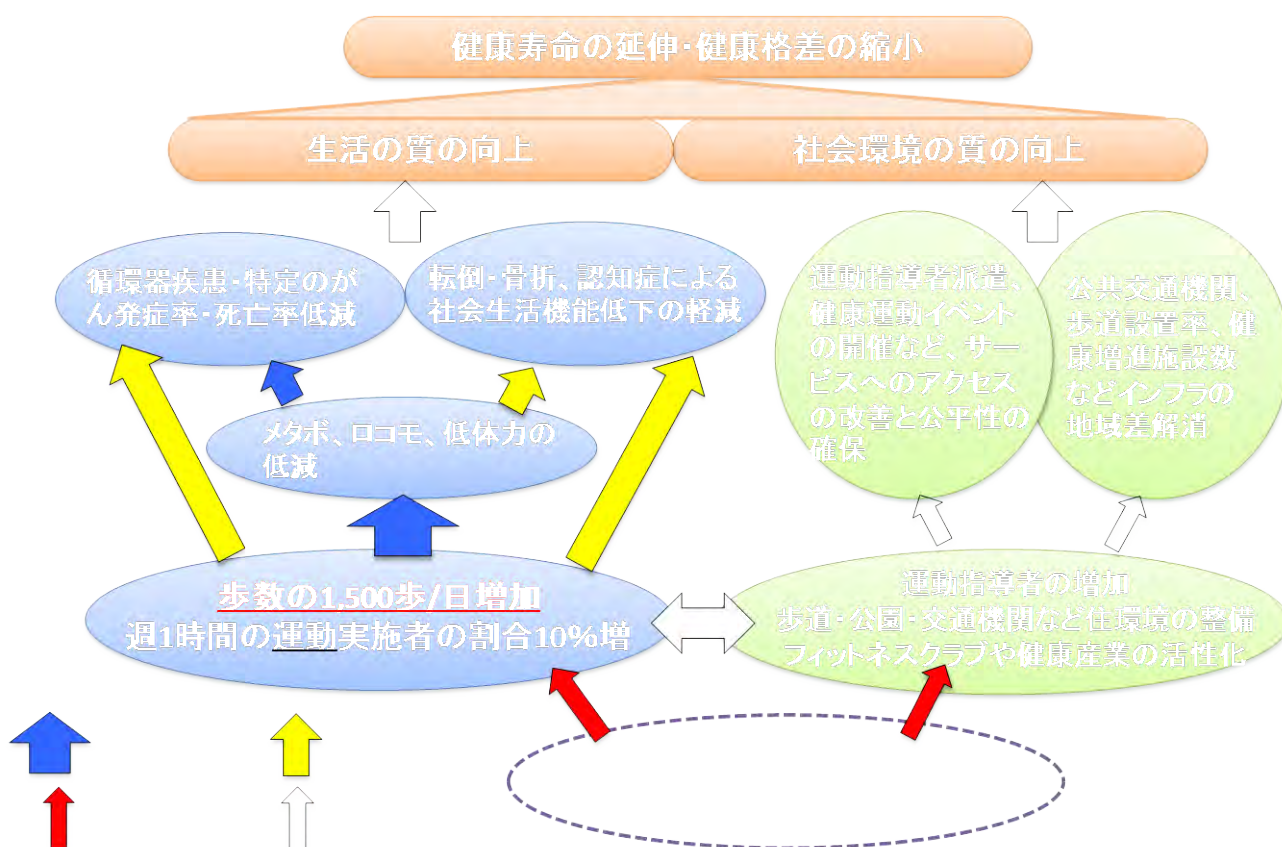 健康寿命の延伸・健康格差の縮小
生活の質の向上
社会環境の質の向上
循環器疾患・特定のが
ん発症率・死亡率低減
転倒・骨折、認知症による
社会生活機能低下の軽減
運動指導者派遣、
健康運動イベント
の開催など、サー
ビスへのアクセス
の改善と公平性の
確保
公共交通機関、
歩道設置率、健
康増進施設数
などインフラの
地域差解消
メタボ、ロコモ、低体力の
低減
歩数の1,500歩/日増加
週1時間の運動実施者の割合10%増
運動指導者の増加
歩道・公園・交通機関など住環境の整備
フィットネスクラブや健康産業の活性化